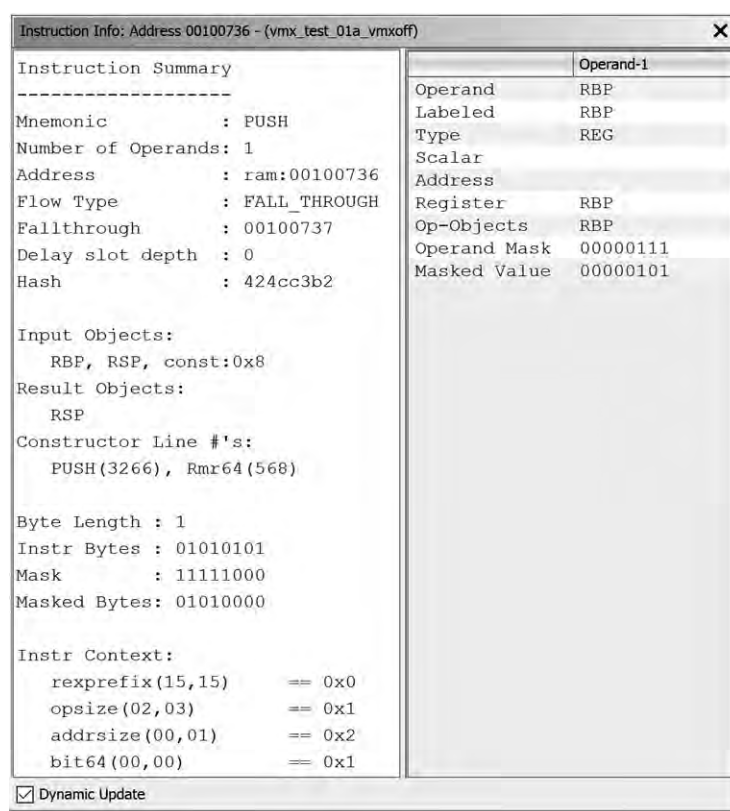 Instruction Info: Address 00100736 - (vmx_test_01a_vmxoff)
Instruction Summary
-------------------
Mnemonic : PUSH
Number of Operands: 1
Address : ram:00100736
Flow Type : FALL_THROUGH
Fallthrough : 00100737
Delay slot depth : 0
Hash : 424cc3b2
Input Objects:
RBP, RSP, const:0x8
Result Objects:
RSP
Constructor Line #'s:
PUSH(3266), Rmr64(568)
Byte Length : 1
Instr Bytes : 01010101
Mask : 11111000
Masked Bytes: 01010000
Instr Context:
rexprefix(15,15) == 0x0
opsize(02,03) == 0x1
addrsize(00,01) == 0x2
bit64(00,00) == 0x1
Operand-1
Operand RBP
Labeled RBP
Type REG
Scalar
Address
Register RBP
Op-Objects RBP
Operand Mask 00000111
Masked Value 00000101
Dynamic Update